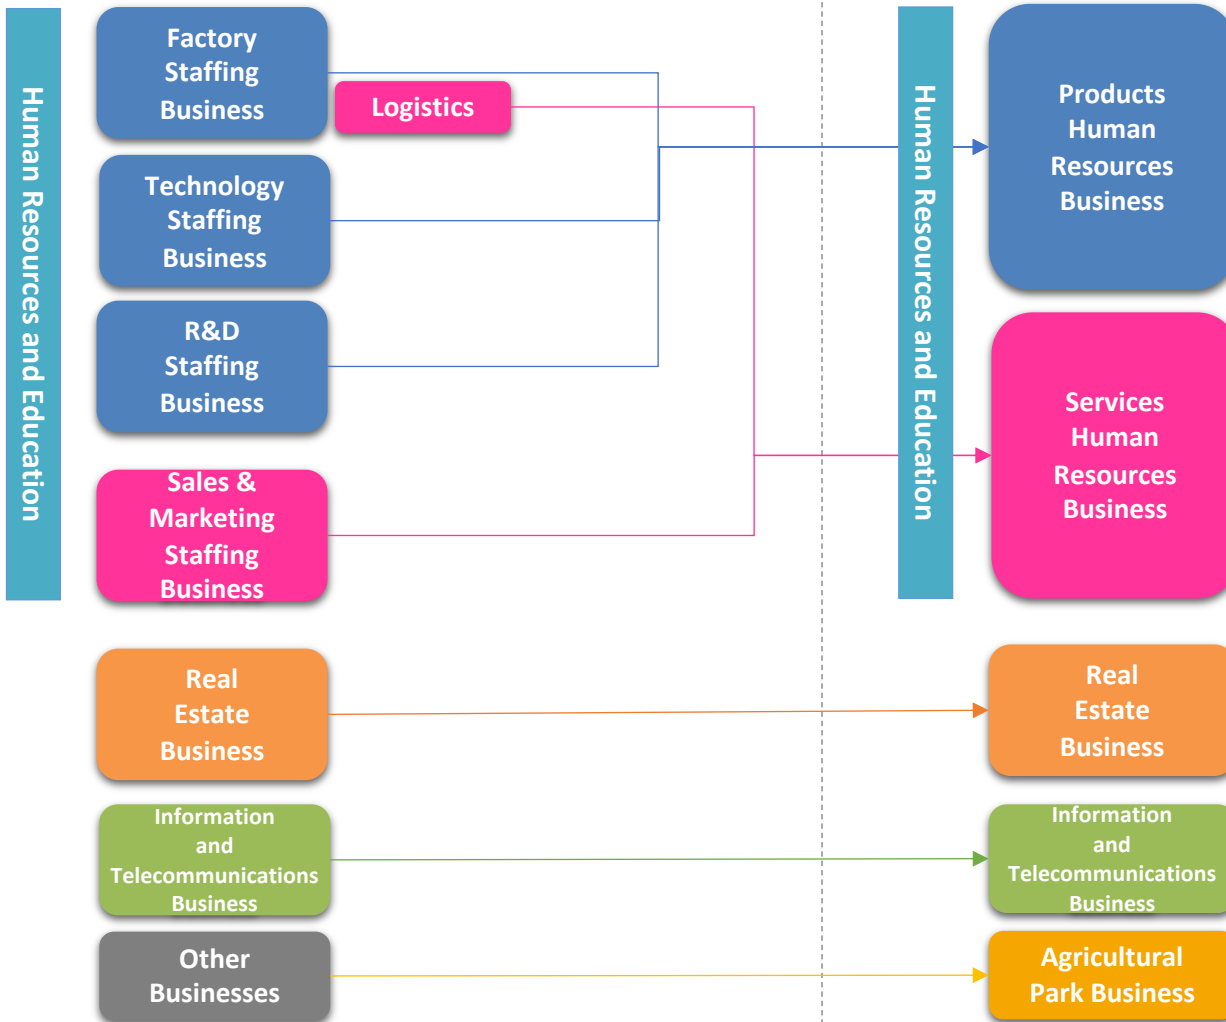 Human Resources and Education
Factory
Staffing
Business
Logistics
Technology
Staffing
Business
R&D
Staffing
Business
Sales &
Marketing
Staffing
Business
Real
Estate
Business
Information
and
Telecommunications
Business
Other
Businesses
Human Resources and Education
Products
Human
Resources
Business
Services
Human
Resources
Business
Real
Estate
Business
Information
and
Telecommunications
Business
Agricultural
Park Business